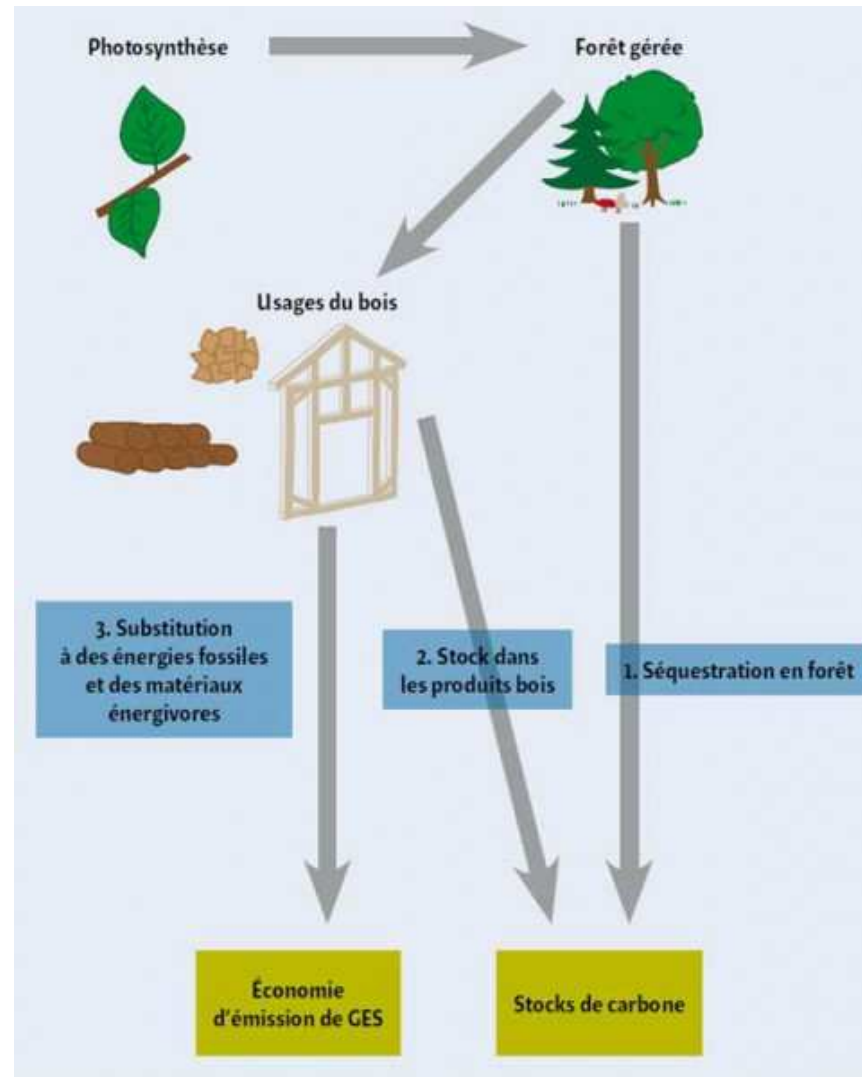 Photosynthèse
Forêt gérée
Usages du bois
3. Substitution
à des énergies fossiles
et des matériaux
énergivores
2. Stock dans
les produits bois
1. Séquestration en forêt
Économie
d'émission de GES
Stocks de carbone